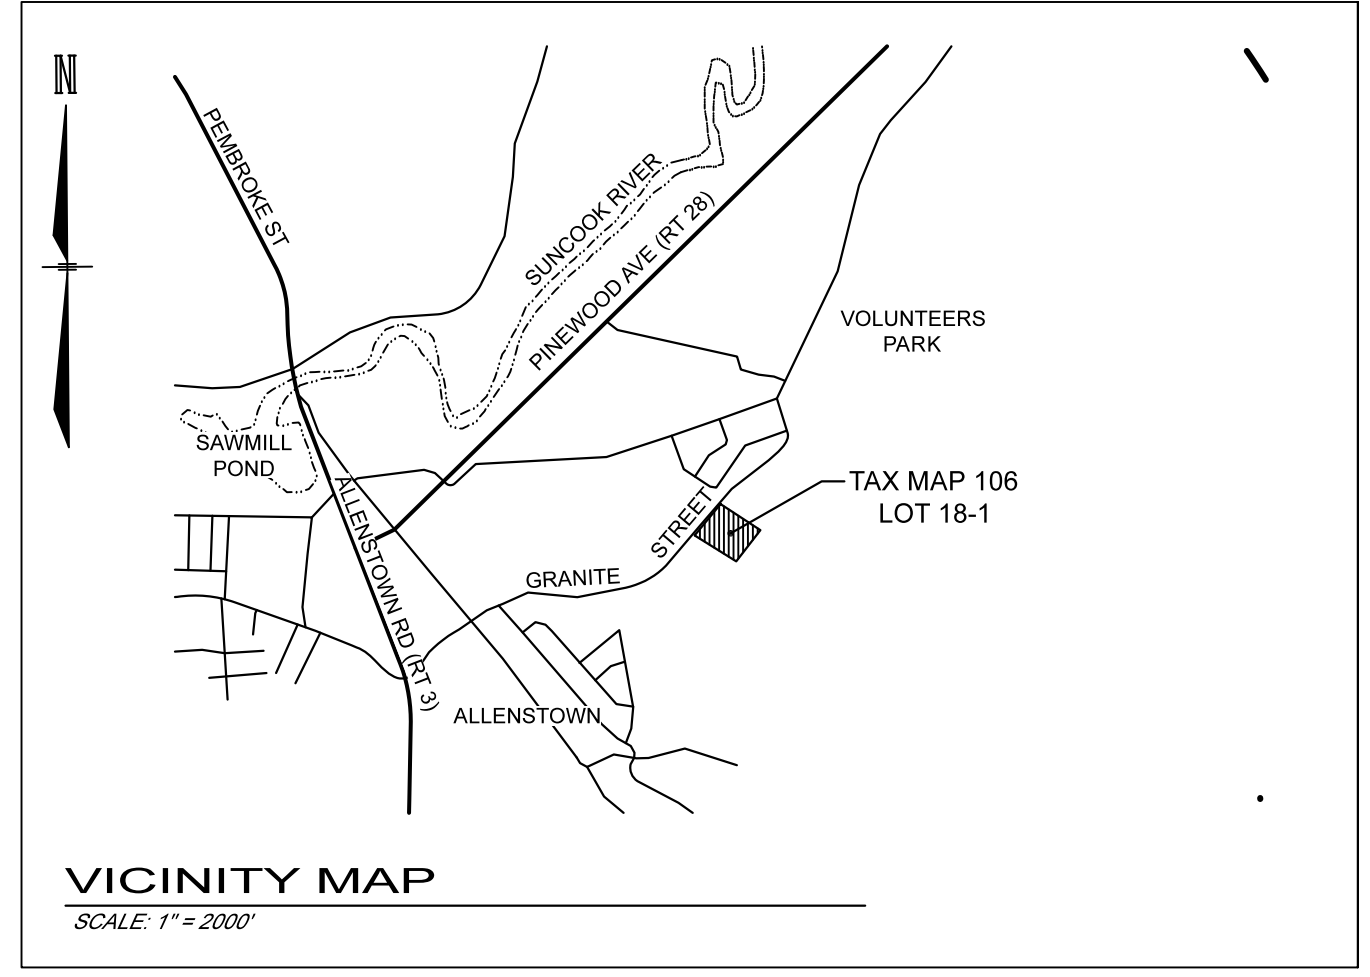 N
PEMBROKE ST
SUNCOOK RIVER
PINEWOOD AVE (RT 28)
VOLUNTEERS
PARK
SAWMILL
POND
TAX MAP 106
LOT 18-1
ALLENSTOWN RD (RT 3)
STREET
GRANITE
ALLENSTOWN
VICINITY MAP
SCALE: 1" = 2000'